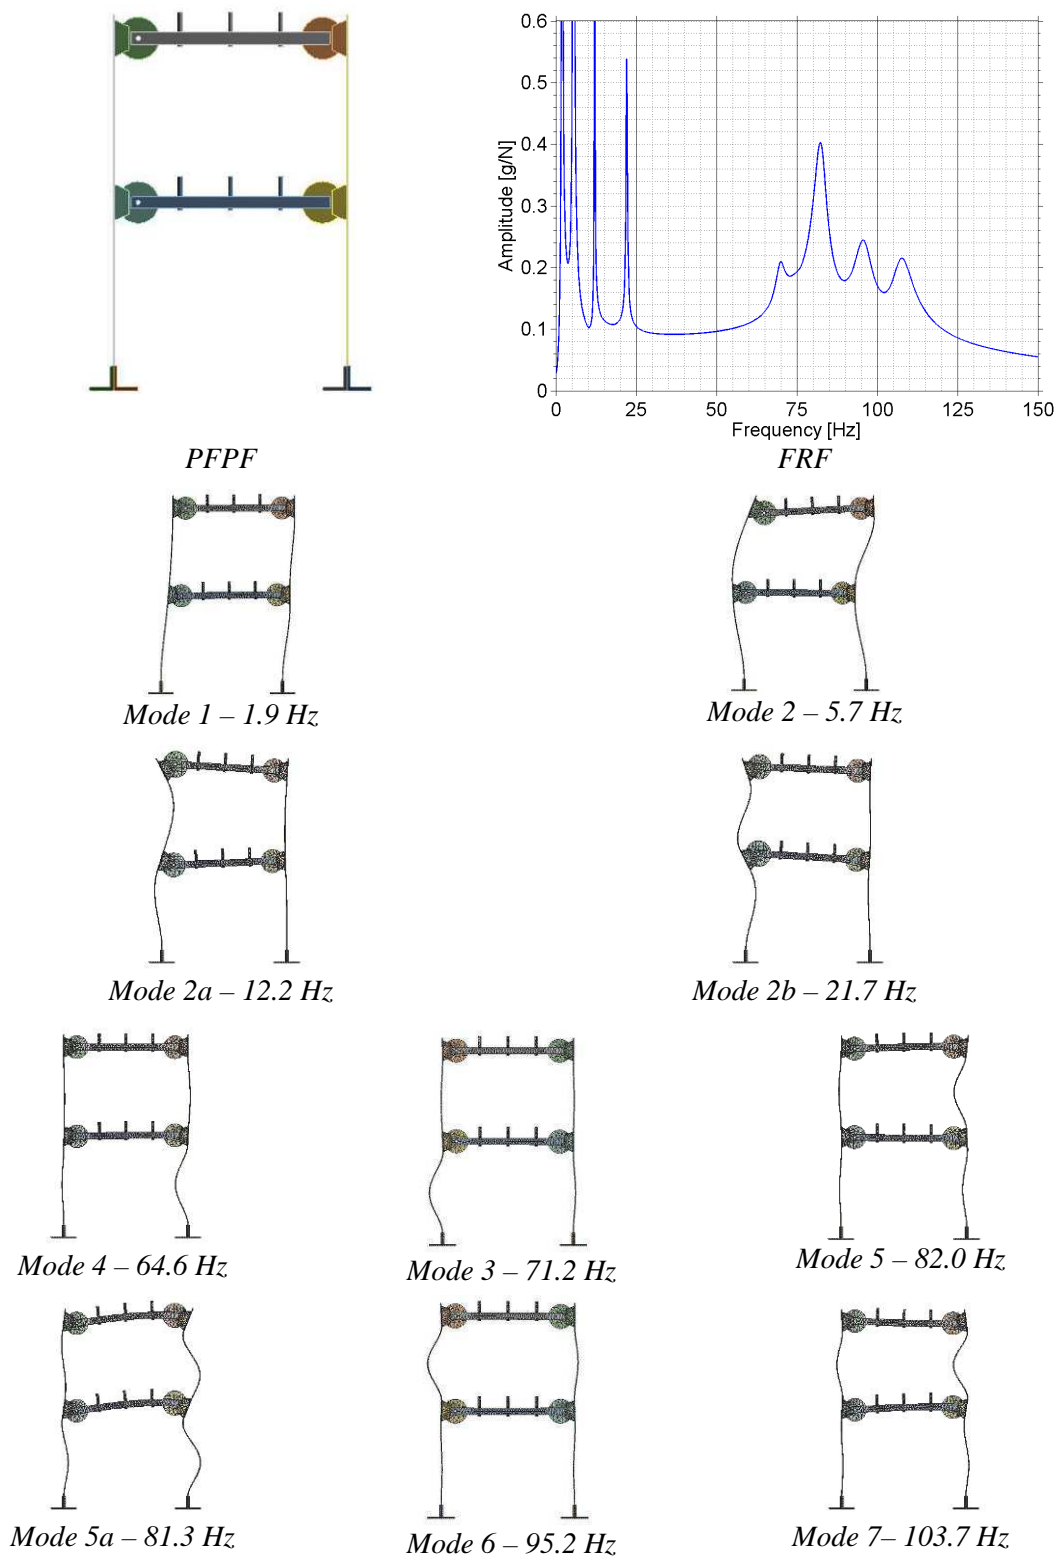 0.6
0.5
0.4
0.3
0.2
0.1
0
Amplitude [g/N]
0 25 50 75 100 125 150
Frequency [Hz]
PFPF FRF
Mode 1 – 1.9 Hz Mode 2 – 5.7 Hz
Mode 2a – 12.2 Hz Mode 2b – 21.7 Hz
Mode 4 – 64.6 Hz Mode 3 – 71.2 Hz Mode 5 – 82.0 Hz
Mode 5a – 81.3 Hz Mode 6 – 95.2 Hz Mode 7– 103.7 Hz